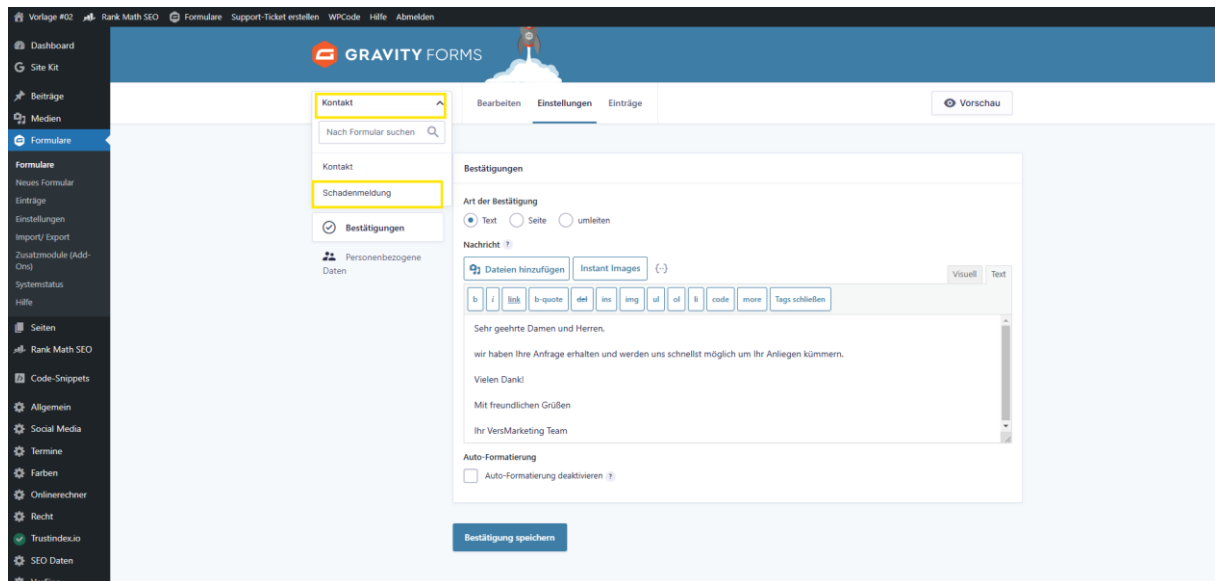 Vorlage #02 Rank Math SEO Formulare Support-Ticket erstellen WPCode Hilfe Abmelden
Dashboard
Site Kit
Beiträge
Medien
Formulare
Formulare
Neues Formular
Einträge
Einstellungen
Import/ Export
Zusatzmodule (Add-
Ons)
Systemstatus
Hilfe
Seiten
Rank Math SEO
Code-Snippets
Allgemein
Social Media
Termine
Farben
Onlinerechner
Recht
Trustindex.io
SEO Daten
GRAVITY FORMS
Kontakt
Bearbeiten Einstellungen Einträge
Vorschau
Nach Formular suchen
Kontakt
Schadenmeldung
Bestätigungen
Personenbezogene
Daten
Bestätigungen
Art der Bestätigung
Text Seite umleiten
Nachricht ?
Dateien hinzufügen Instant Images {··}
Visuell Text
b i link b-quote del ins img ul ol li code more Tags schließen
Sehr geehrte Damen und Herren,
wir haben Ihre Anfrage erhalten und werden uns schnellst möglich um Ihr Anliegen kümmern.
Vielen Dank!
Mit freundlichen Grüßen
Ihr VersMarketing Team
Auto-Formatierung
Auto-Formatierung deaktivieren ?
Bestätigung speichern